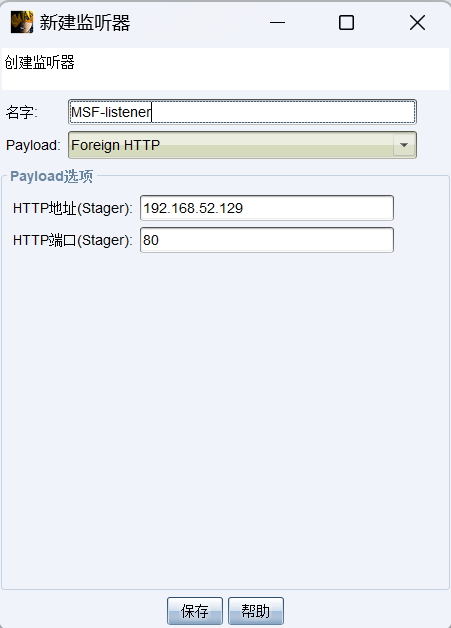 新建监听器
创建监听器
名字: MSF-listener
Payload: Foreign HTTP
Payload选项
HTTP地址(Stager): 192.168.52.129
HTTP端口(Stager): 80
保存 帮助